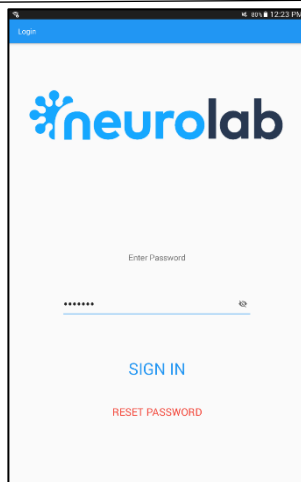 80% 12:23 PM
Login
neurolab
Enter Password
•••••••
SIGN IN
RESET PASSWORD